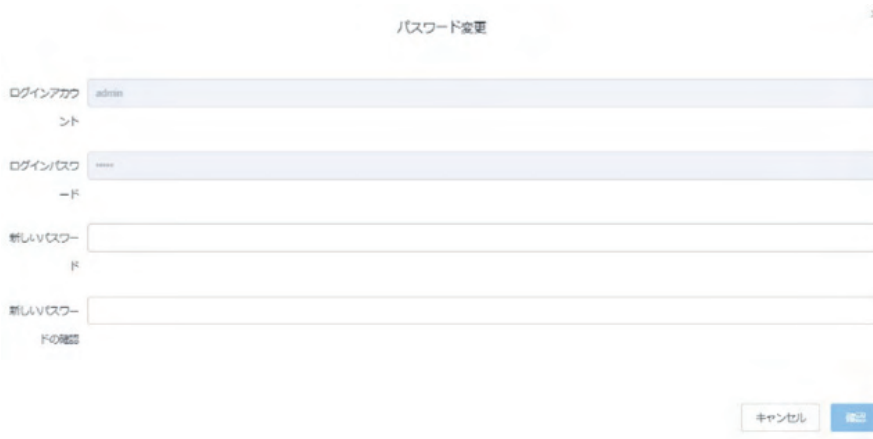 パスワード変更
ログインアカウ
ント
admin
ログインパスワ
ード
•••••
新しいパスワー
ド
新しいパスワー
ドの確認
キャンセル
確認